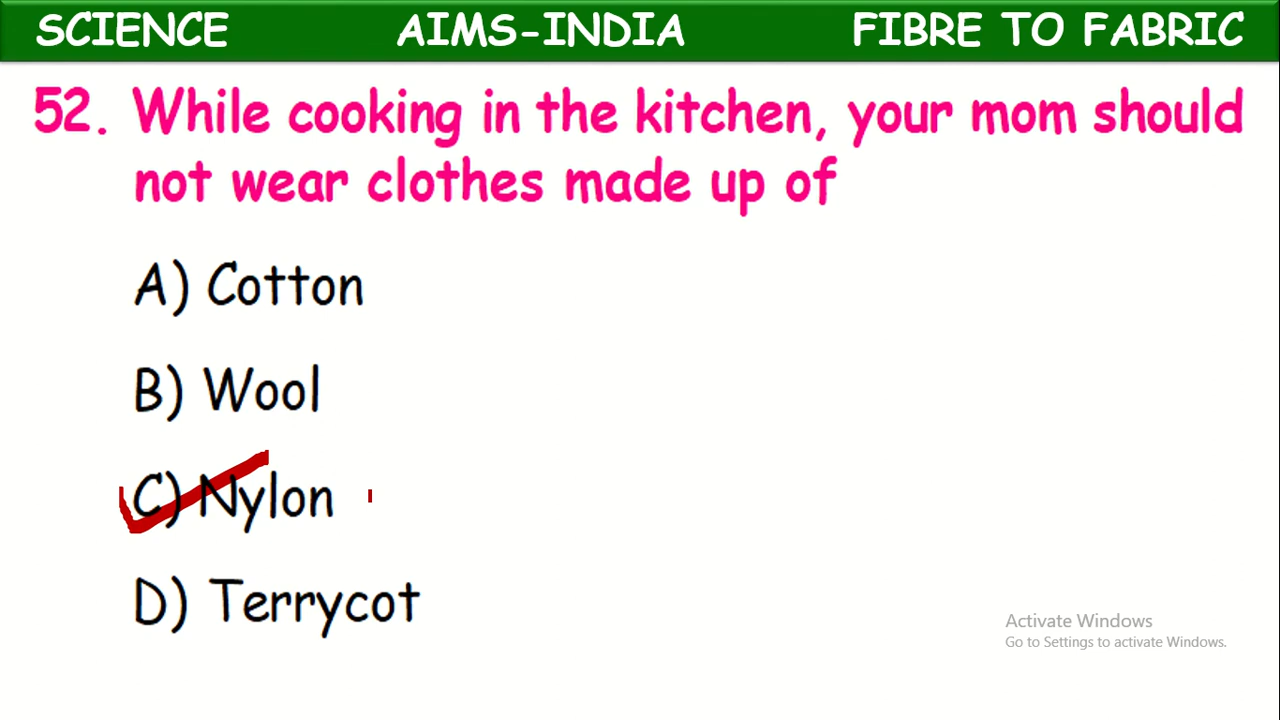 SCIENCE AIMS-INDIA FIBRE TO FABRIC
52. While cooking in the kitchen, your mom should
not wear clothes made up of
A) Cotton
B) Wool
C) Nylon
D) Terrycot
Activate Windows
Go to Settings to activate Windows.